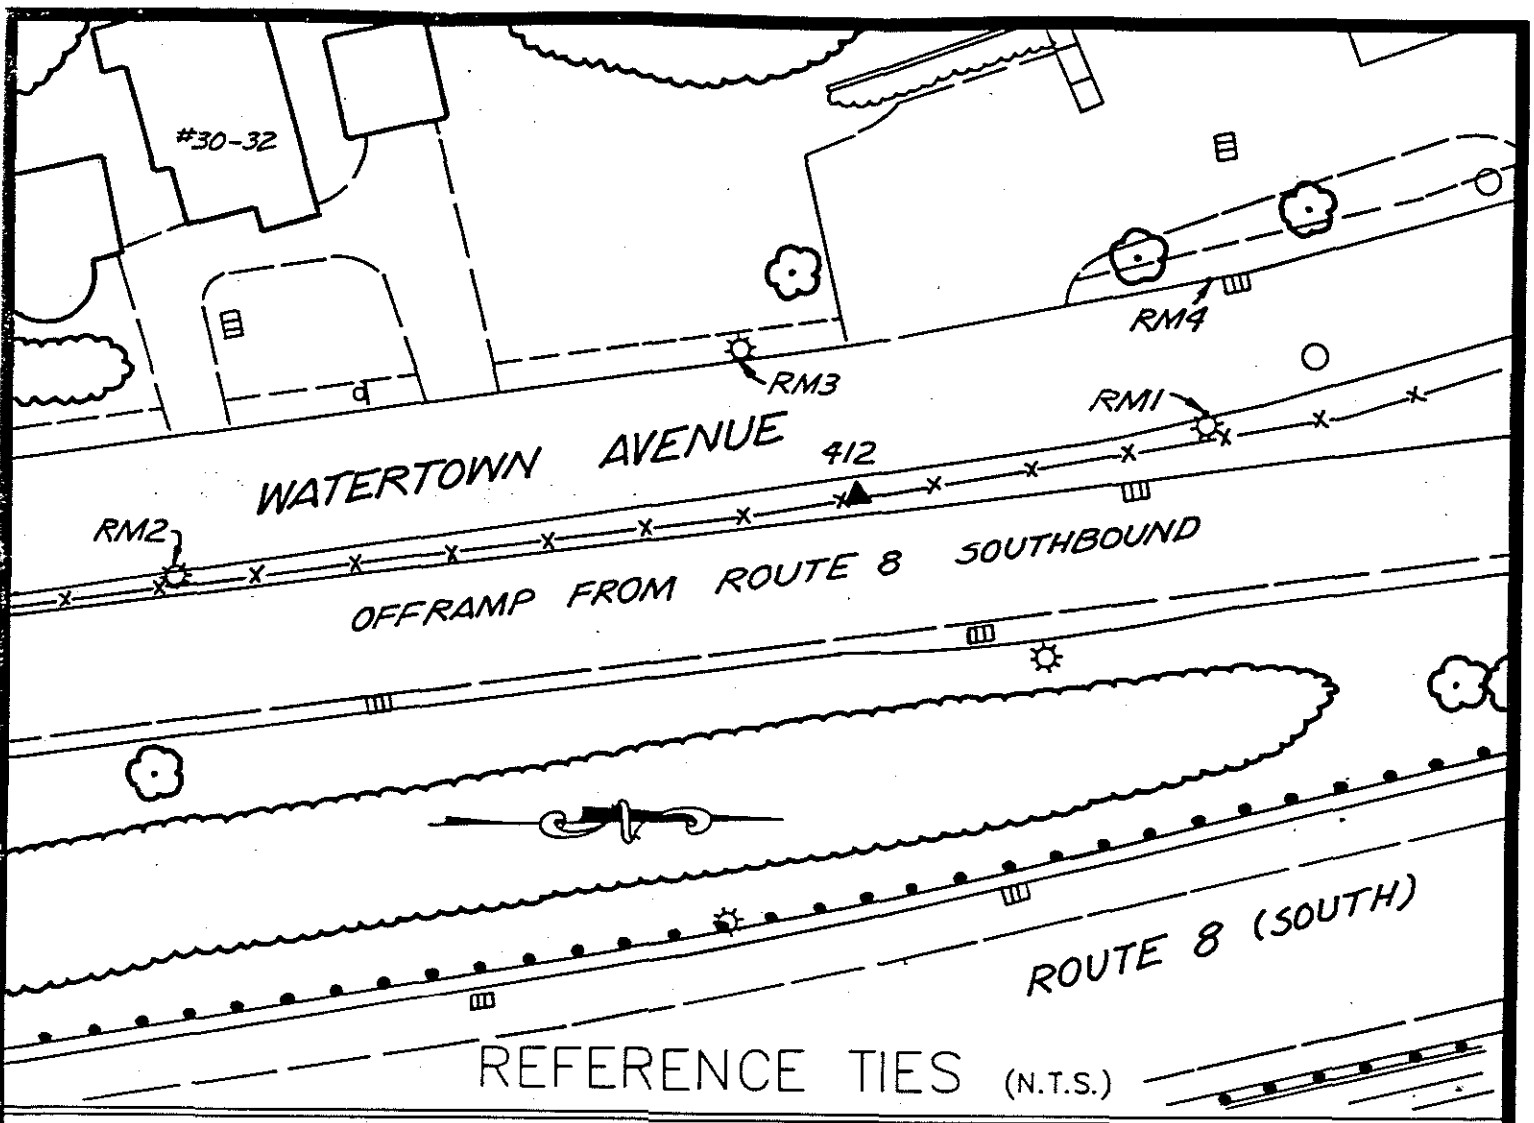 #30-32
RM4
RM3
RM1
WATERTOWN AVENUE
412
RM2
OFFRAMP FROM ROUTE 8 SOUTHBOUND
ROUTE 8 (SOUTH)
REFERENCE TIES (N.T.S.)